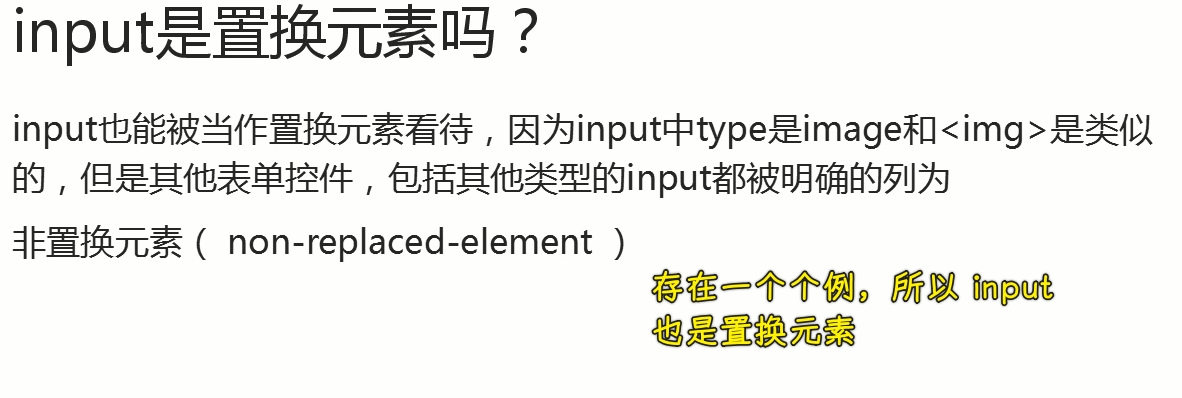 input是置换元素吗？
input也能被当作置换元素看待，因为input中type是image和<img>是类似
的，但是其他表单控件，包括其他类型的input都被明确的列为
非置换元素（ non-replaced-element ）
存在一个个例，所以 input
也是置换元素